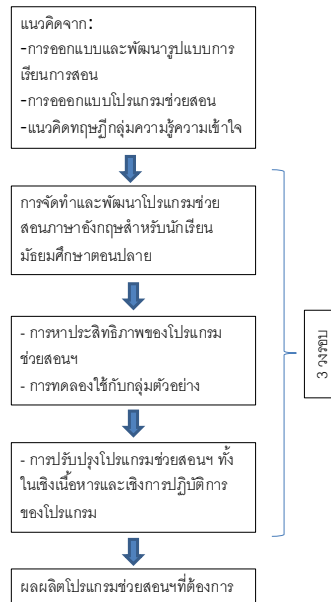 แนวคิดจาก:
-การออกแบบและพัฒนารูปแบบการ
เรียนการสอน
-การอออกแบบโปรแกรมช่วยสอน
-แนวคิดทฤษฎีกลุ่มความรู้ความเข้าใจ
การจัดทำและพัฒนาโปรแกรมช่วย
สอนภาษาอังกฤษสำหรับนักเรียน
มัธยมศึกษาตอนปลาย
- การหาประสิทธิภาพของโปรแกรม
ช่วยสอนฯ
- การทดลองใช้กับกลุ่มตัวอย่าง
- การปรับปรุงโปรแกรมช่วยสอนฯ ทั้ง
ในเชิงเนื้อหารและเชิงการปฏิบัติการ
ของโปรแกรม
ผลผลิตโปรแกรมช่วยสอนฯที่ต้องการ
3 วงรอบ